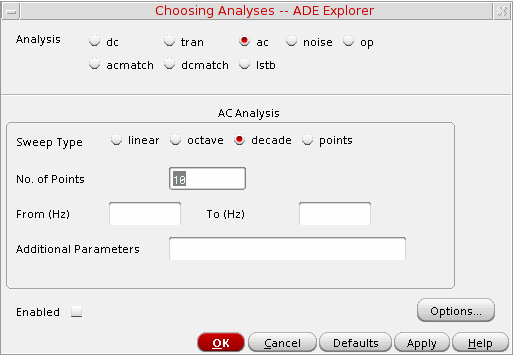 Choosing Analyses -- ADE Explorer
Analysis dc tran ac noise op
acmatch dcmatch lstb
AC Analysis
Sweep Type linear octave decade points
No. of Points 10
From (Hz) To (Hz)
Additional Parameters
Enabled Options...
OK Cancel Defaults Apply Help